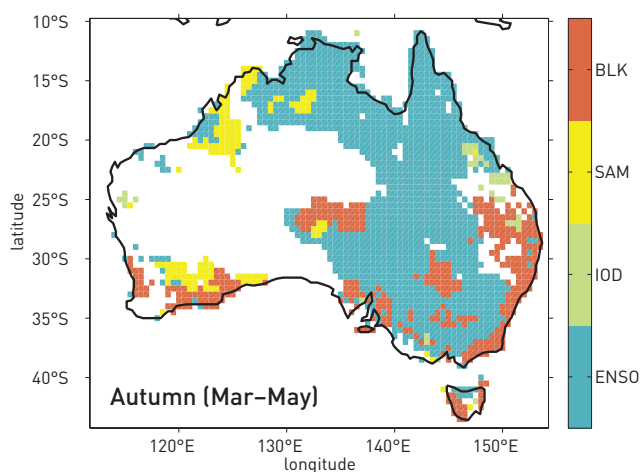 10°S
15°S
20°S
25°S
30°S
35°S
40°S
latitude
Autumn (Mar–May)
120°E 130°E 140°E 150°E
longitude
BLK
SAM
IOD
ENSO